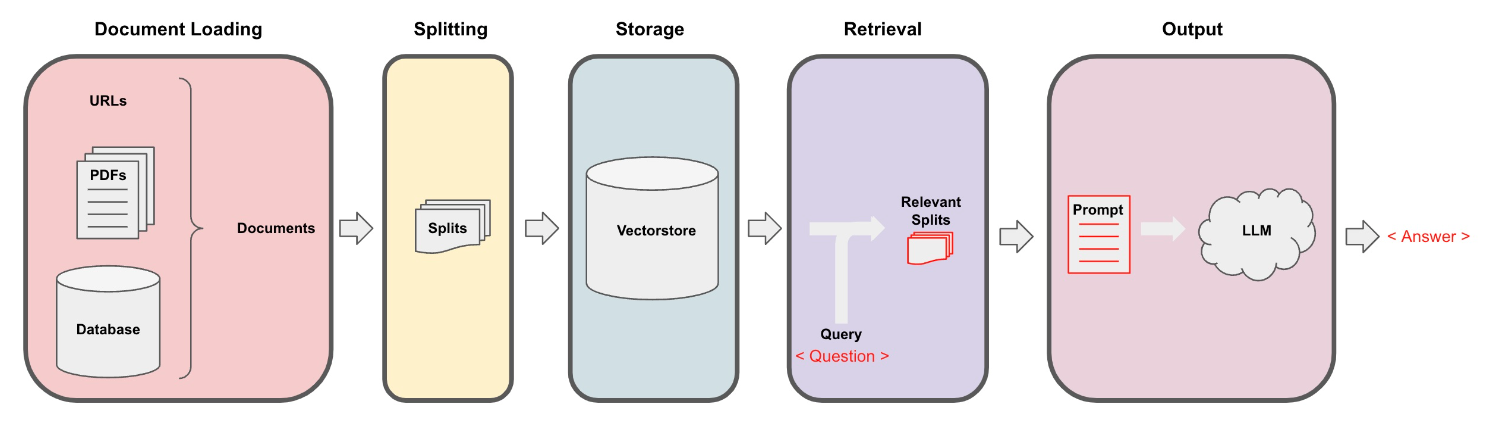 Document Loading
Splitting
Storage
Retrieval
Output
URLs
PDFs
Database
Documents
Splits
Vectorstore
Relevant
Splits
Query
< Question >
Prompt
LLM
< Answer >